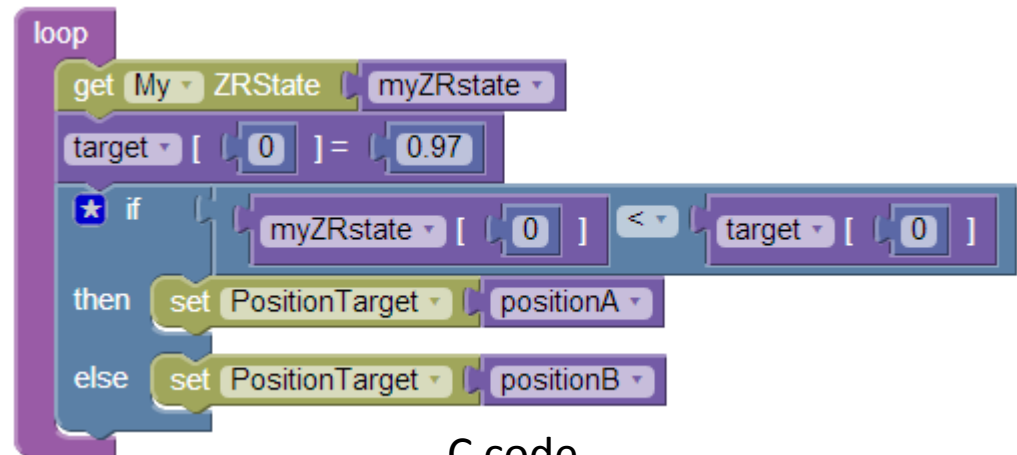 loop
get My ZRState myZRstate
target [ 0 ] = 0.97
if myZRstate [ 0 ] < target [ 0 ]
then set PositionTarget positionA
else set PositionTarget positionB
C code